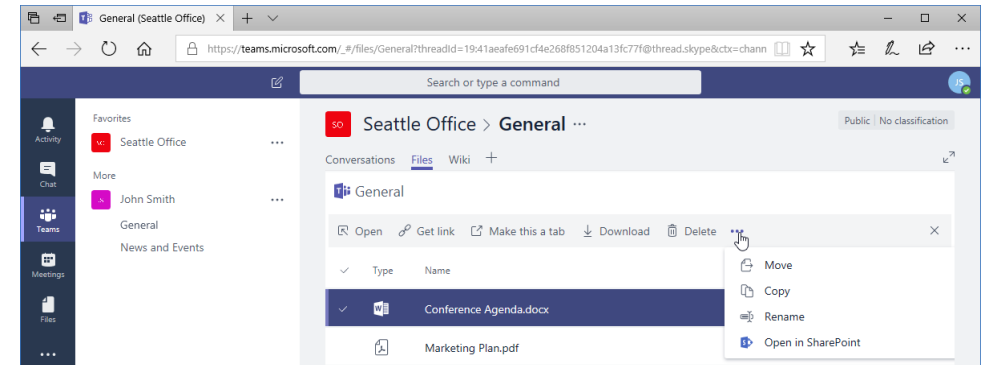 General (Seattle Office)
https://teams.microsoft.com/_#/files/General?threadId=19:41aeafe691cf4e268f851204a13fc77f@thread.skype&ctx=chann
Search or type a command
JS
Activity
Chat
Teams
Meetings
Files
Favorites
SO Seattle Office
More
John Smith
General
News and Events
SO Seattle Office > General
Public No classification
Conversations Files Wiki
General
Open Get link Make this a tab Download Delete
Type Name
Conference Agenda.docx
Marketing Plan.pdf
Move
Copy
Rename
Open in SharePoint